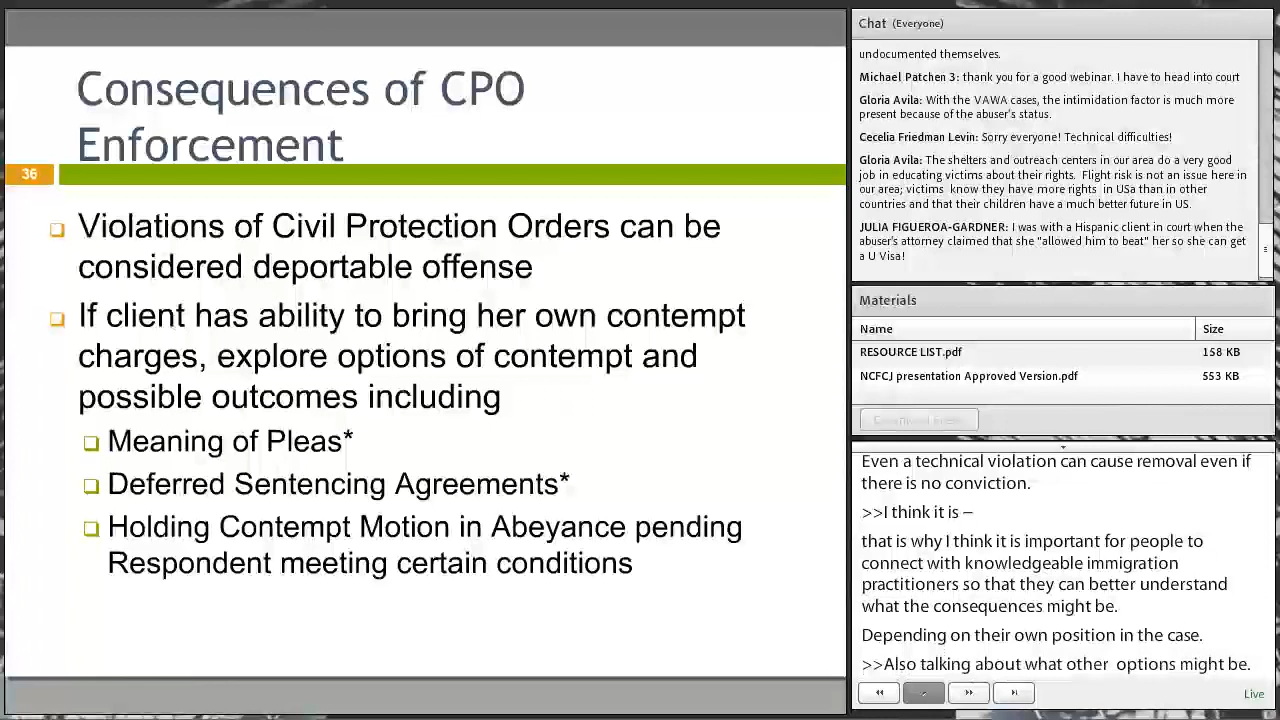 Consequences of CPO
Enforcement
36
Violations of Civil Protection Orders can be
considered deportable offense
If client has ability to bring her own contempt
charges, explore options of contempt and
possible outcomes including
Meaning of Pleas*
Deferred Sentencing Agreements*
Holding Contempt Motion in Abeyance pending
Respondent meeting certain conditions
Chat (Everyone)
undocumented themselves.
Michael Patchen 3: thank you for a good webinar. I have to head into court
Gloria Avila: With the VAWA cases, the intimidation factor is much more
present because of the abuser's status.
Cecelia Friedman Levin: Sorry everyone! Technical difficulties!
Gloria Avila: The shelters and outreach centers in our area do a very good
job in educating victims about their rights. Flight risk is not an issue here in
our area; victims know they have more rights in USa than in other
countries and that their children have a much better future in US.
JULIA FIGUEROA-GARDNER: I was with a Hispanic client in court when the
abuser's attorney claimed that she "allowed him to beat" her so she can get
a U Visa!
Materials
Name Size
RESOURCE LIST.pdf 158 KB
NCFCJ presentation Approved Version.pdf 553 KB
Even a technical violation can cause removal even if
there is no conviction.
>>I think it is –
that is why I think it is important for people to
connect with knowledgeable immigration
practitioners so that they can better understand
what the consequences might be.
Depending on their own position in the case.
>>Also talking about what other options might be.
Live